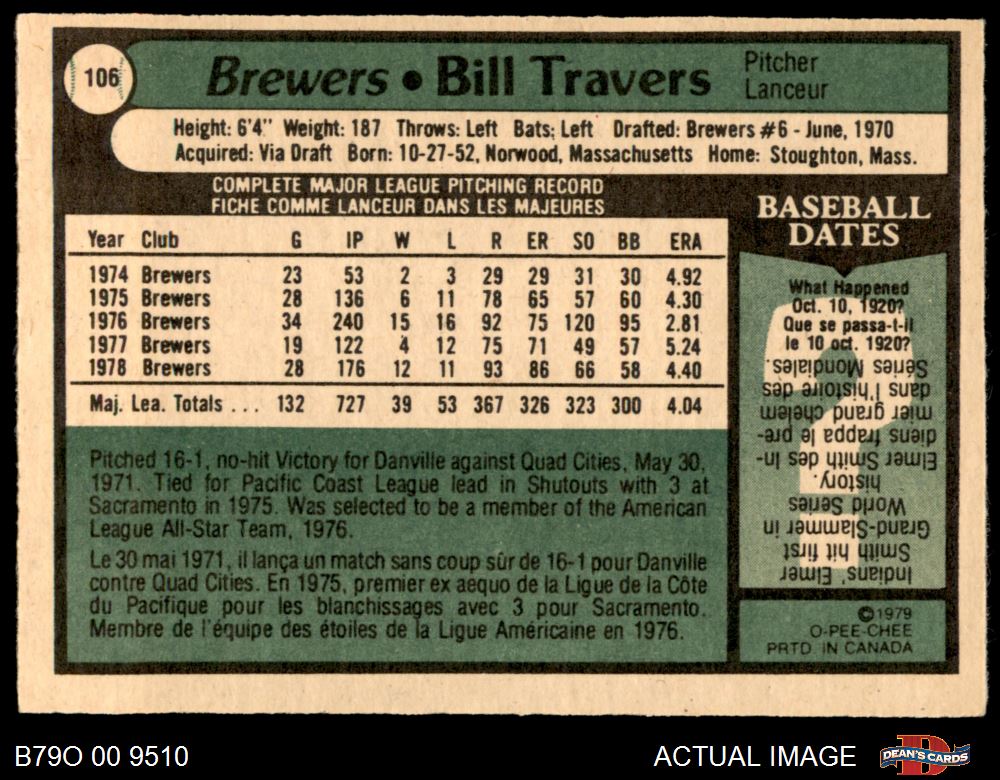 106
Brewers • Bill Travers
Pitcher
Lanceur
Height: 6'4" Weight: 187 Throws: Left Bats: Left Drafted: Brewers #6 - June, 1970
Acquired: Via Draft Born: 10-27-52, Norwood, Massachusetts Home: Stoughton, Mass.
COMPLETE MAJOR LEAGUE PITCHING RECORD
FICHE COMME LANCEUR DANS LES MAJEURES
Year Club G IP W L R ER SO BB ERA
1974 Brewers 23 53 2 3 29 29 31 30 4.92
1975 Brewers 28 136 6 11 78 65 57 60 4.30
1976 Brewers 34 240 15 16 92 75 120 95 2.81
1977 Brewers 19 122 4 12 75 71 49 57 5.24
1978 Brewers 28 176 12 11 93 86 66 58 4.40
Maj. Lea. Totals ... 132 727 39 53 367 326 323 300 4.04
Pitched 16-1, no-hit Victory for Danville against Quad Cities, May 30,
1971. Tied for Pacific Coast League lead in Shutouts with 3 at
Sacramento in 1975. Was selected to be a member of the American
League All-Star Team, 1976.
Le 30 mai 1971, il lança un match sans coup sûr de 16-1 pour Danville
contre Quad Cities. En 1975, premier ex aequo de la Ligue de la Côte
du Pacifique pour les blanchissages avec 3 pour Sacramento.
Membre de l'équipe des étoiles de la Ligue Américaine en 1976.
BASEBALL
DATES
What Happened
Oct. 10, 1920?
Que se passa-t-il
le 10 oct. 1920?
Indians' Elmer
Smith hit first
Grand-Slammer in
World Series
history.
Elmer Smith des In-
diens frappa le pre-
mier grand chelem
dans l'histoire des
Séries Mondiales.
©1979
O-PEE-CHEE
PRTD. IN CANADA
B79O 00 9510
ACTUAL IMAGE
DEAN'S CARDS